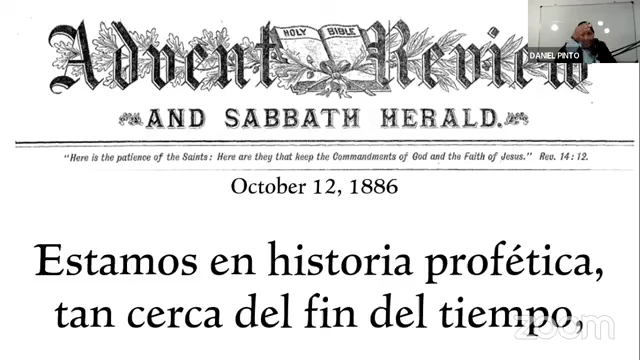 Advent Review
HOLY BIBLE
DANIEL PINTO
AND SABBATH HERALD.
"Here is the patience of the Saints: Here are they that keep the Commandments of God and the Faith of Jesus." Rev. 14:12.
October 12, 1886
Estamos en historia profética,
tan cerca del fin del tiempo,
zoom